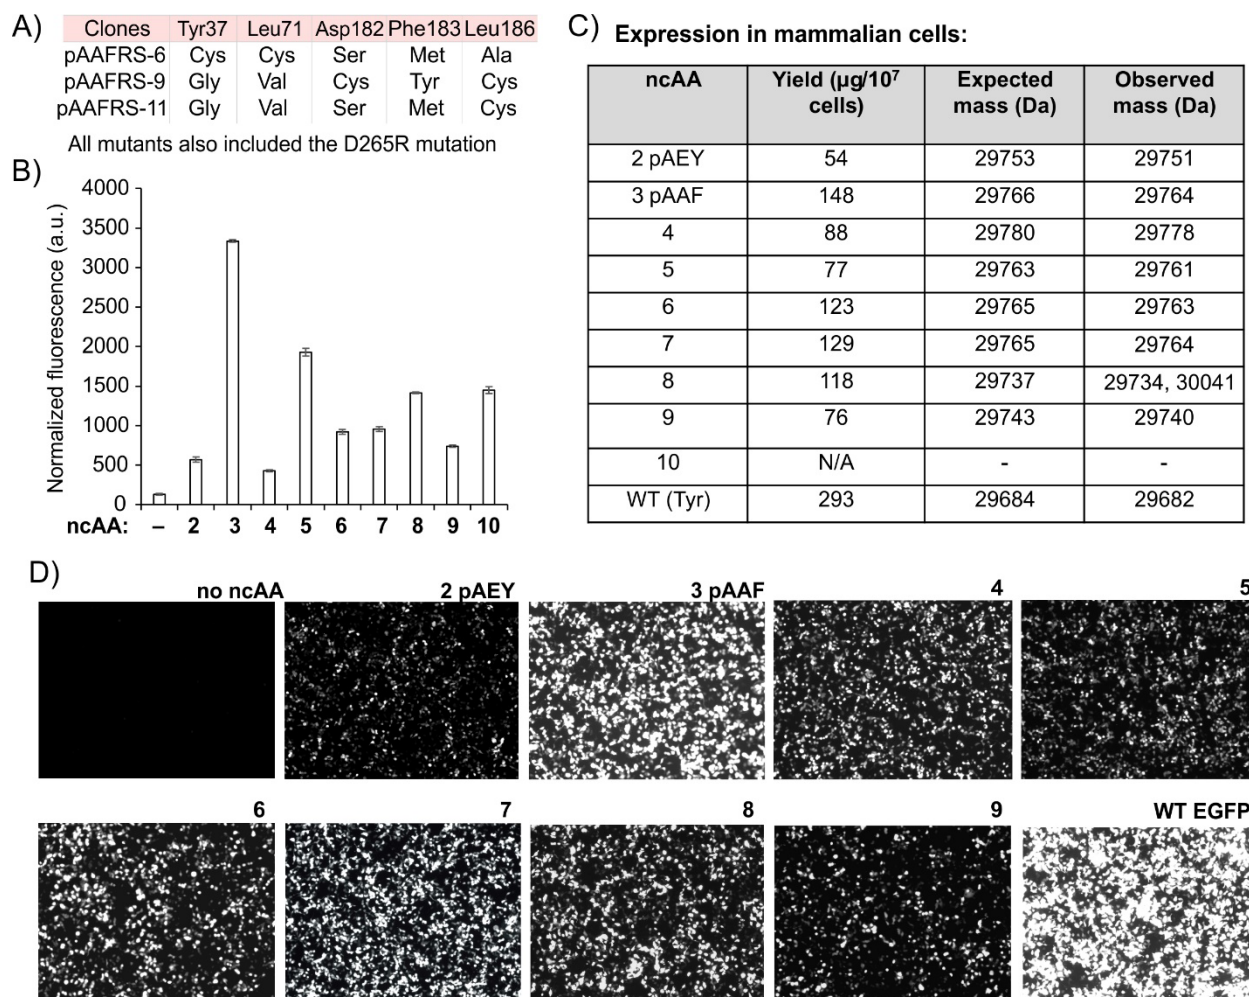 A)
Clones Tyr37 Leu71 Asp182 Phe183 Leu186
pAAFRS-6 Cys Cys Ser Met Ala
pAAFRS-9 Gly Val Cys Tyr Cys
pAAFRS-11 Gly Val Ser Met Cys
All mutants also included the D265R mutation
B)
Normalized fluorescence (a.u.)
4000
3500
3000
2500
2000
1500
1000
500
0
ncAA: – 2 3 4 5 6 7 8 9 10
C) Expression in mammalian cells:
ncAA Yield (µg/10⁷ cells) Expected mass (Da) Observed mass (Da)
2 pAEY 54 29753 29751
3 pAAF 148 29766 29764
4 88 29780 29778
5 77 29763 29761
6 123 29765 29763
7 129 29765 29764
8 118 29737 29734, 30041
9 76 29743 29740
10 N/A - -
WT (Tyr) 293 29684 29682
D)
no ncAA 2 pAEY 3 pAAF 4 5
6 7 8 9 WT EGFP